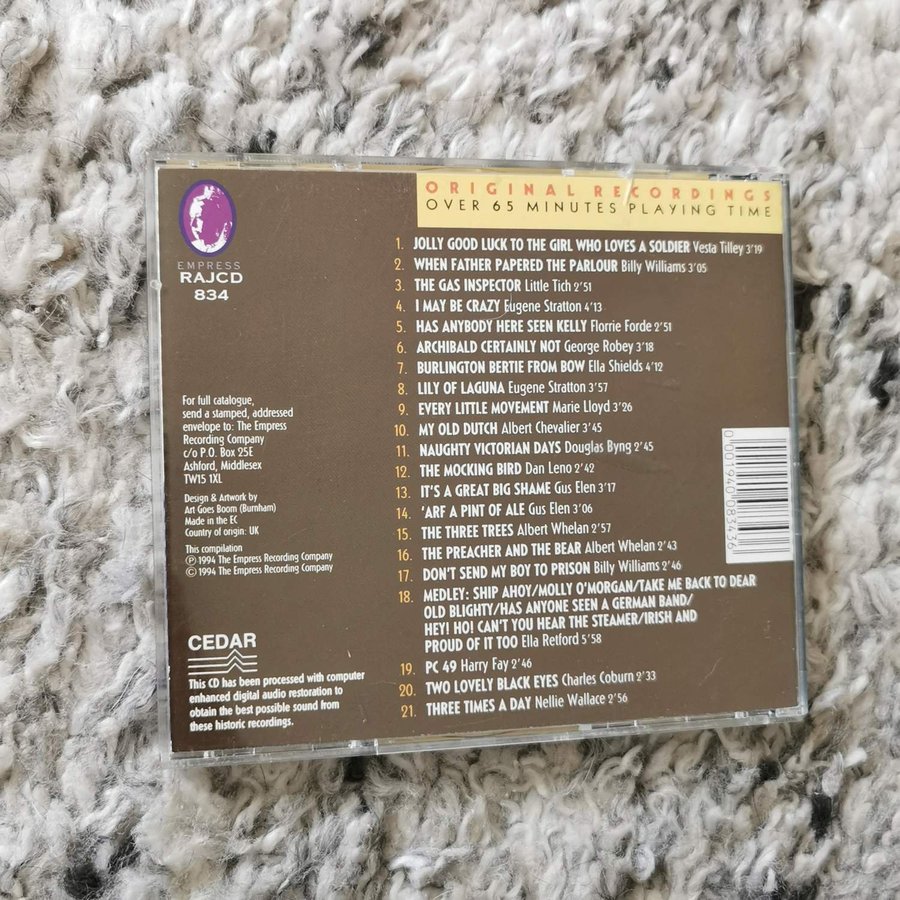 ORIGINAL RECORDINGS
OVER 65 MINUTES PLAYING TIME
EMPRESS
RAJCD
834
1. JOLLY GOOD LUCK TO THE GIRL WHO LOVES A SOLDIER Vesta Tilley 3'19
2. WHEN FATHER PAPERED THE PARLOUR Billy Williams 3'05
3. THE GAS INSPECTOR Little Tich 2'51
4. I MAY BE CRAZY Eugene Stratton 4'13
5. HAS ANYBODY HERE SEEN KELLY Florrie Forde 2'51
6. ARCHIBALD CERTAINLY NOT George Robey 3'18
7. BURLINGTON BERTIE FROM BOW Ella Shields 4'12
8. LILY OF LAGUNA Eugene Stratton 3'57
9. EVERY LITTLE MOVEMENT Marie Lloyd 3'26
10. MY OLD DUTCH Albert Chevalier 3'45
11. NAUGHTY VICTORIAN DAYS Douglas Byng 2'45
12. THE MOCKING BIRD Dan Leno 2'42
13. IT'S A GREAT BIG SHAME Gus Elen 3'17
14. 'ARF A PINT OF ALE Gus Elen 3'06
15. THE THREE TREES Albert Whelan 2'57
16. THE PREACHER AND THE BEAR Albert Whelan 2'43
17. DON'T SEND MY BOY TO PRISON Billy Williams 2'46
18. MEDLEY: SHIP AHOY/MOLLY O'MORGAN/TAKE ME BACK TO DEAR
OLD BLIGHTY/HAS ANYONE SEEN A GERMAN BAND/
HEY! HO! CAN'T YOU HEAR THE STEAMER/IRISH AND
PROUD OF IT TOO Ella Retford 5'58
19. PC 49 Harry Fay 2'46
20. TWO LOVELY BLACK EYES Charles Coburn 2'33
21. THREE TIMES A DAY Nellie Wallace 2'56
For full catalogue,
send a stamped, addressed
envelope to: The Empress
Recording Company
c/o P.O. Box 25E
Ashford, Middlesex
TW15 1XL
Design & Artwork by
Art Goes Boom (Burnham)
Made in the EC
Country of origin: UK
This compilation
℗ 1994 The Empress Recording Company
© 1994 The Empress Recording Company
CEDAR
This CD has been processed with computer
enhanced digital audio restoration to
obtain the best possible sound from
these historic recordings.
0 001940 083436